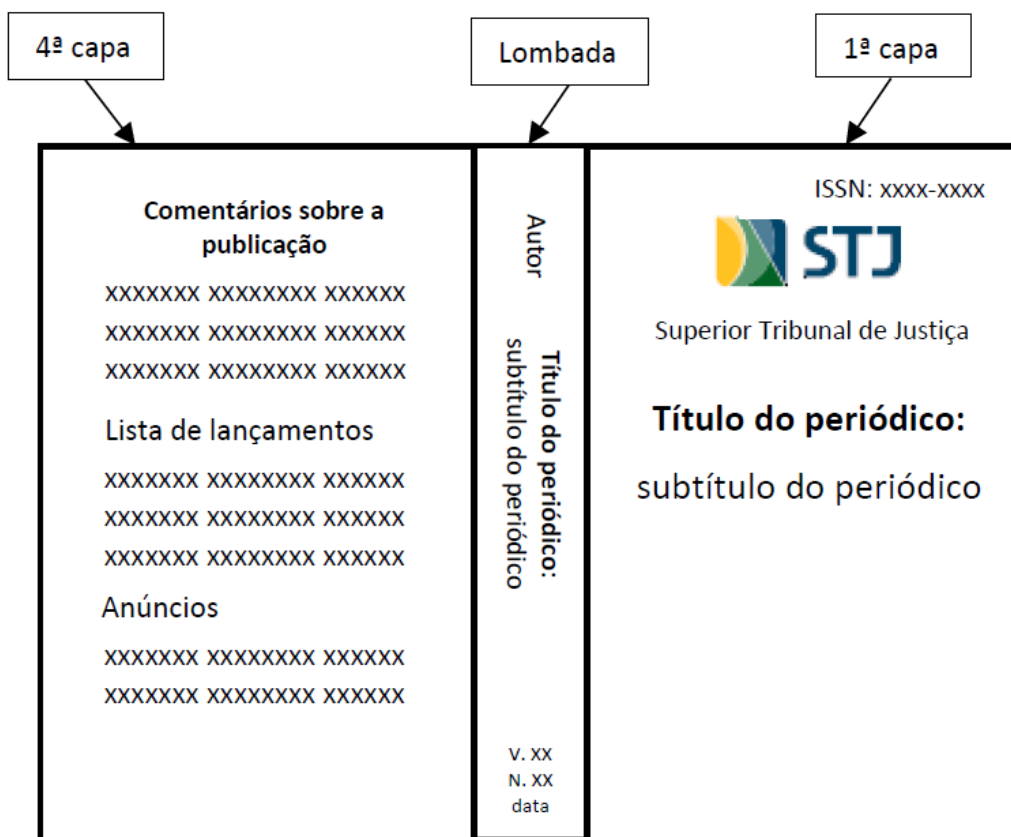 4ª capa
Lombada
1ª capa
Comentários sobre a
publicação
xxxxxxx xxxxxxxx xxxxxx
xxxxxxx xxxxxxxx xxxxxx
xxxxxxx xxxxxxxx xxxxxx
Lista de lançamentos
xxxxxxx xxxxxxxx xxxxxx
xxxxxxx xxxxxxxx xxxxxx
xxxxxxx xxxxxxxx xxxxxx
Anúncios
xxxxxxx xxxxxxxx xxxxxx
xxxxxxx xxxxxxxx xxxxxx
Autor
Título do periódico:
subtítulo do periódico
V. XX
N. XX
data
ISSN: xxxx-xxxx
STJ
Superior Tribunal de Justiça
Título do periódico:
subtítulo do periódico